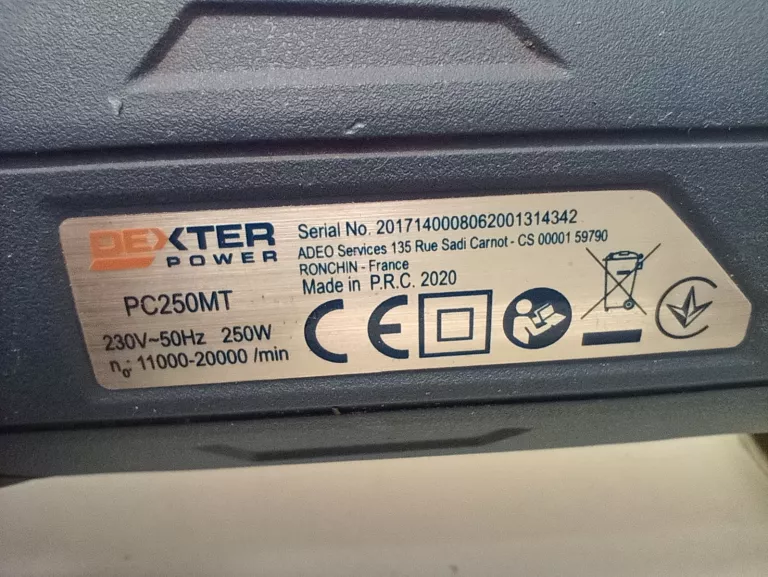 DEXTER
POWER
PC250MT
230V~50Hz 250W
n₀: 11000-20000 /min
Serial No. 2017140008062001314342
ADEO Services 135 Rue Sadi Carnot - CS 00001 59790
RONCHIN - France
Made in P.R.C. 2020
CE